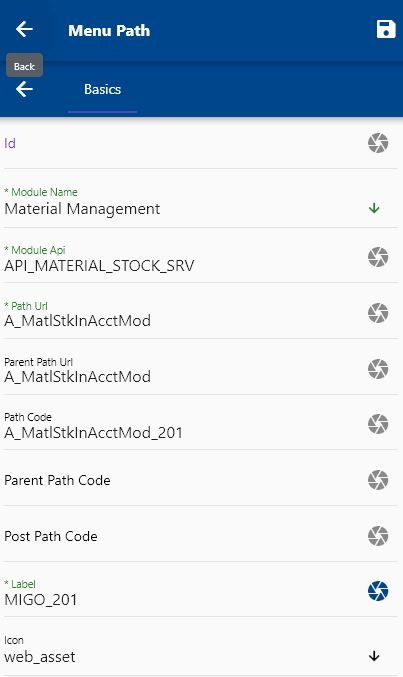 Menu Path
Back
Basics
Id
* Module Name
Material Management
* Module Api
API_MATERIAL_STOCK_SRV
* Path Url
A_MatlStkInAcctMod
Parent Path Url
A_MatlStkInAcctMod
Path Code
A_MatlStkInAcctMod_201
Parent Path Code
Post Path Code
* Label
MIGO_201
Icon
web_asset